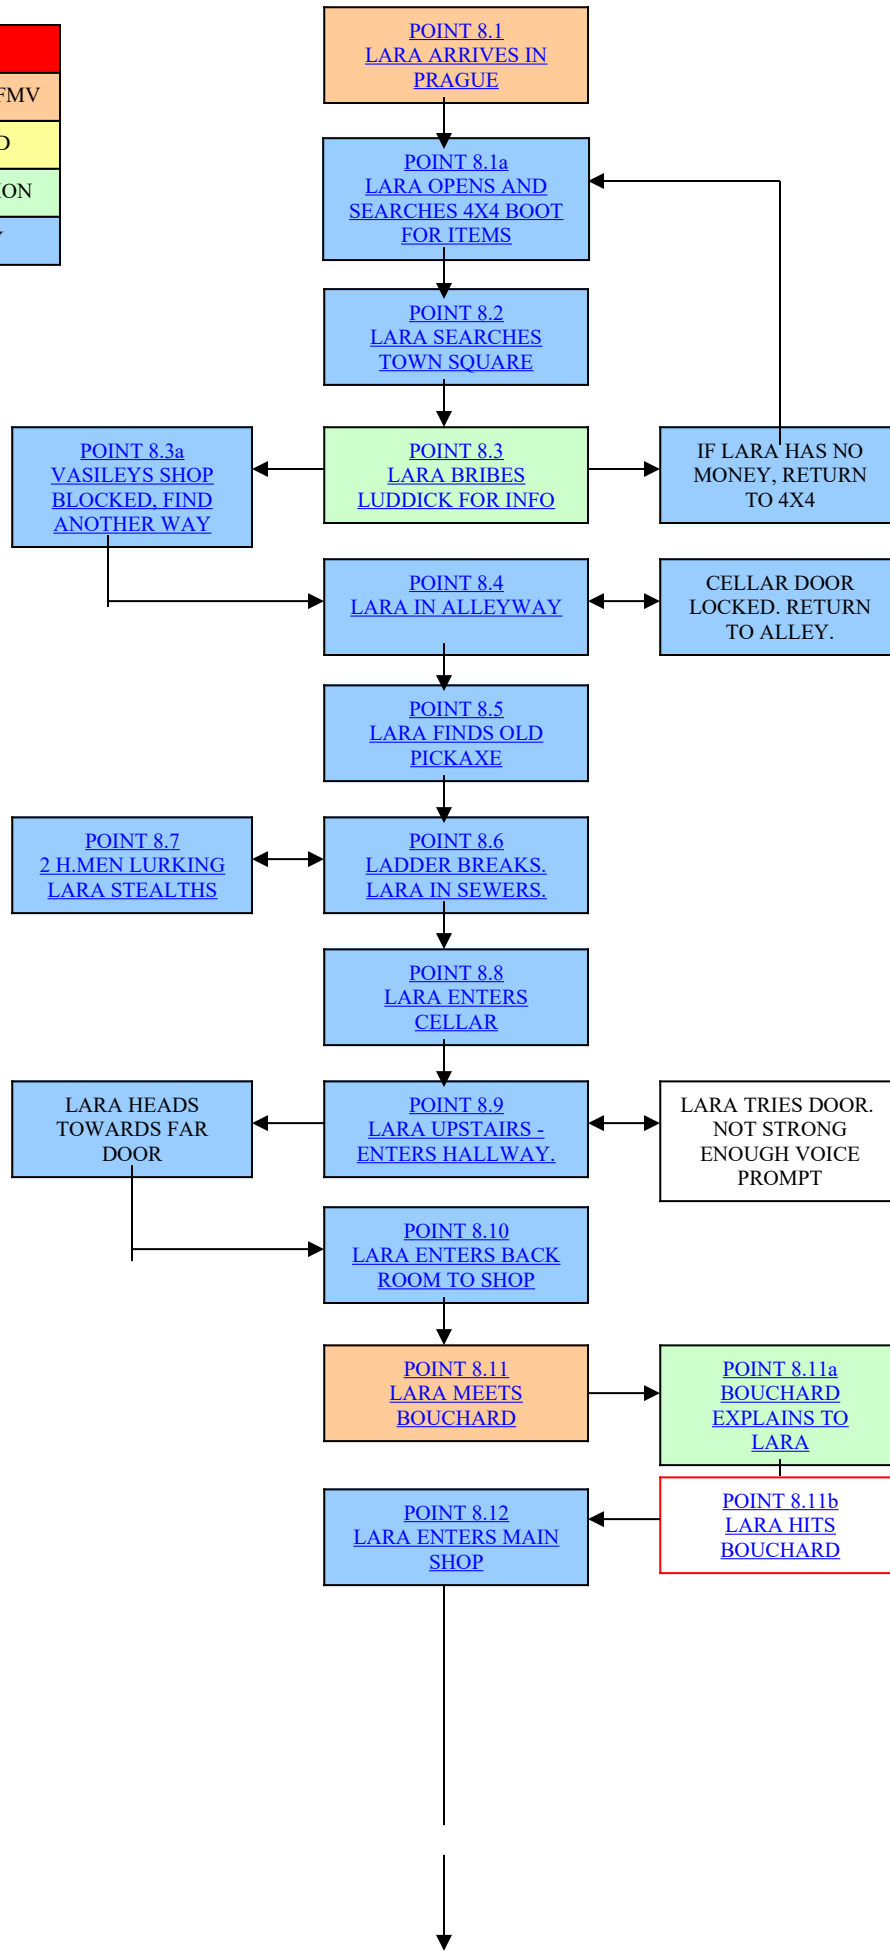 FMV
POINT 8.1
LARA ARRIVES IN
PRAGUE
POINT 8.1a
LARA OPENS AND
SEARCHES 4X4 BOOT
FOR ITEMS
POINT 8.2
LARA SEARCHES
TOWN SQUARE
POINT 8.3a
VASILEYS SHOP
BLOCKED, FIND
ANOTHER WAY
POINT 8.3
LARA BRIBES
LUDDICK FOR INFO
IF LARA HAS NO
MONEY, RETURN
TO 4X4
POINT 8.4
LARA IN ALLEYWAY
CELLAR DOOR
LOCKED. RETURN
TO ALLEY.
POINT 8.5
LARA FINDS OLD
PICKAXE
POINT 8.7
2 H.MEN LURKING
LARA STEALTHS
POINT 8.6
LADDER BREAKS.
LARA IN SEWERS.
POINT 8.8
LARA ENTERS
CELLAR
LARA HEADS
TOWARDS FAR
DOOR
POINT 8.9
LARA UPSTAIRS -
ENTERS HALLWAY.
LARA TRIES DOOR.
NOT STRONG
ENOUGH VOICE
PROMPT
POINT 8.10
LARA ENTERS BACK
ROOM TO SHOP
POINT 8.11
LARA MEETS
BOUCHARD
POINT 8.11a
BOUCHARD
EXPLAINS TO
LARA
POINT 8.12
LARA ENTERS MAIN
SHOP
POINT 8.11b
LARA HITS
BOUCHARD